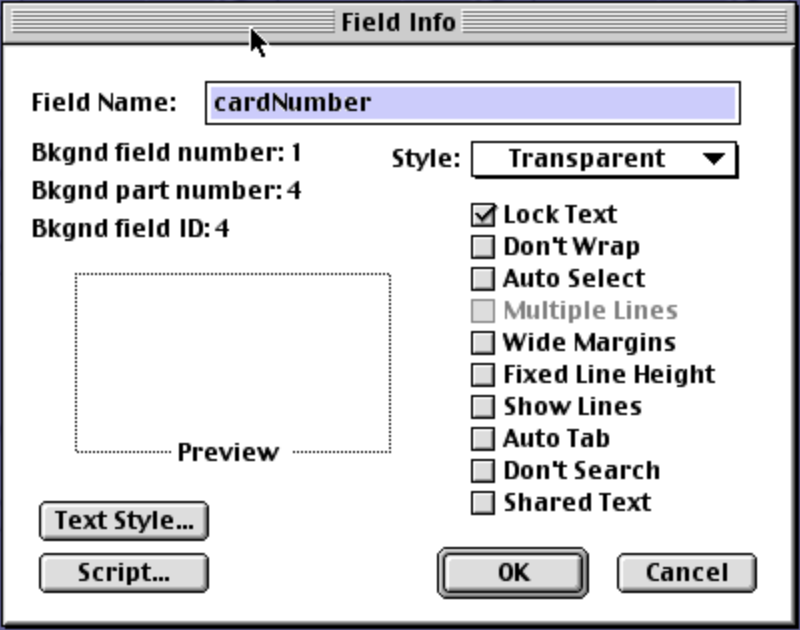 Field Info
Field Name: cardNumber
Bkgnd field number: 1
Style: Transparent
Bkgnd part number: 4
Bkgnd field ID: 4
Lock Text
Don't Wrap
Auto Select
Multiple Lines
Wide Margins
Fixed Line Height
Show Lines
Auto Tab
Don't Search
Shared Text
Preview
Text Style...
Script...
OK
Cancel